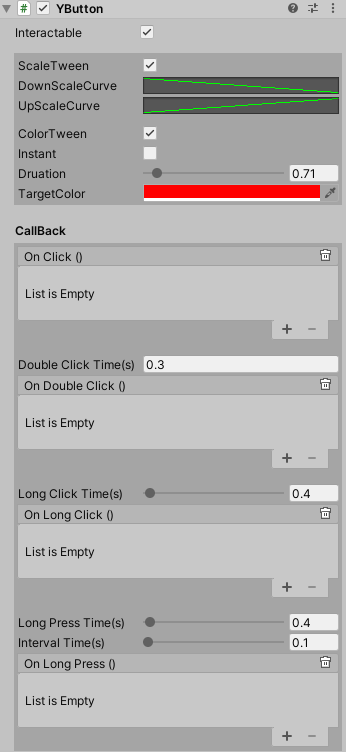 YButton
Interactable
ScaleTween
DownScaleCurve
UpScaleCurve
ColorTween
Instant
Druation 0.71
TargetColor
CallBack
On Click ()
List is Empty
Double Click Time(s) 0.3
On Double Click ()
List is Empty
Long Click Time(s) 0.4
On Long Click ()
List is Empty
Long Press Time(s) 0.4
Interval Time(s) 0.1
On Long Press ()
List is Empty